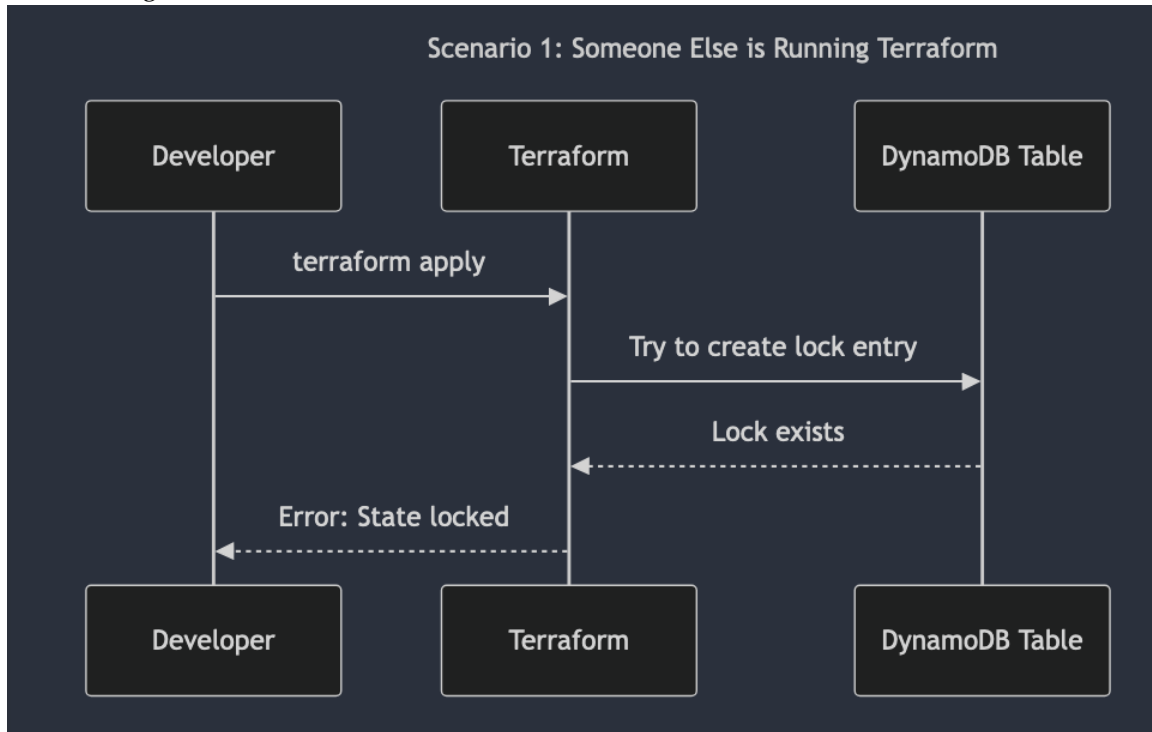 Scenario 1: Someone Else is Running Terraform
Developer
Terraform
DynamoDB Table
terraform apply
Try to create lock entry
Lock exists
Error: State locked
Developer
Terraform
DynamoDB Table